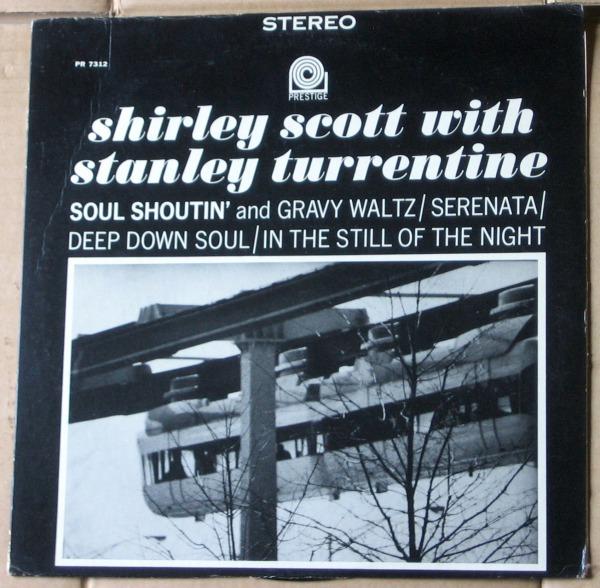 STEREO
PR 7312
PRESTIGE
shirley scott with
stanley turrentine
SOUL SHOUTIN' and GRAVY WALTZ/SERENATA/
DEEP DOWN SOUL/IN THE STILL OF THE NIGHT